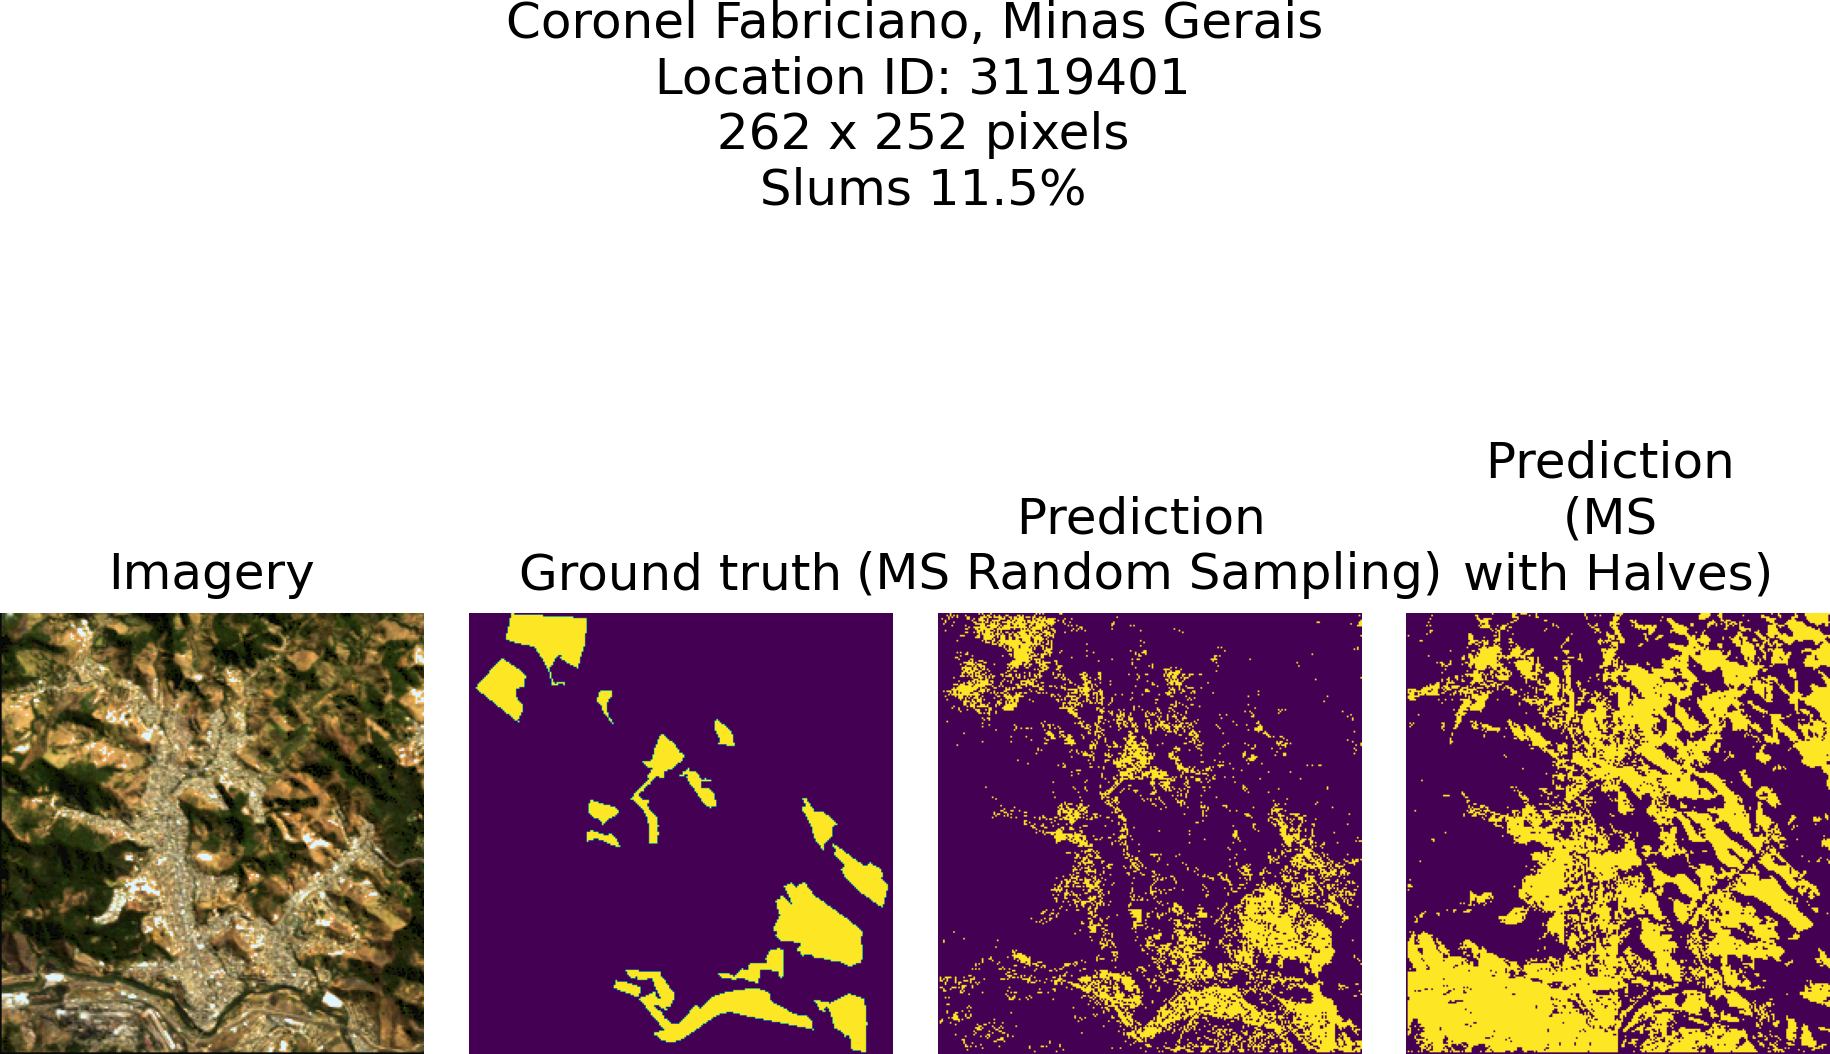 Coronel Fabriciano, Minas Gerais
Location ID: 3119401
262 x 252 pixels
Slums 11.5%
Imagery
Ground truth
Prediction
(MS Random Sampling)
Prediction
(MS
with Halves)